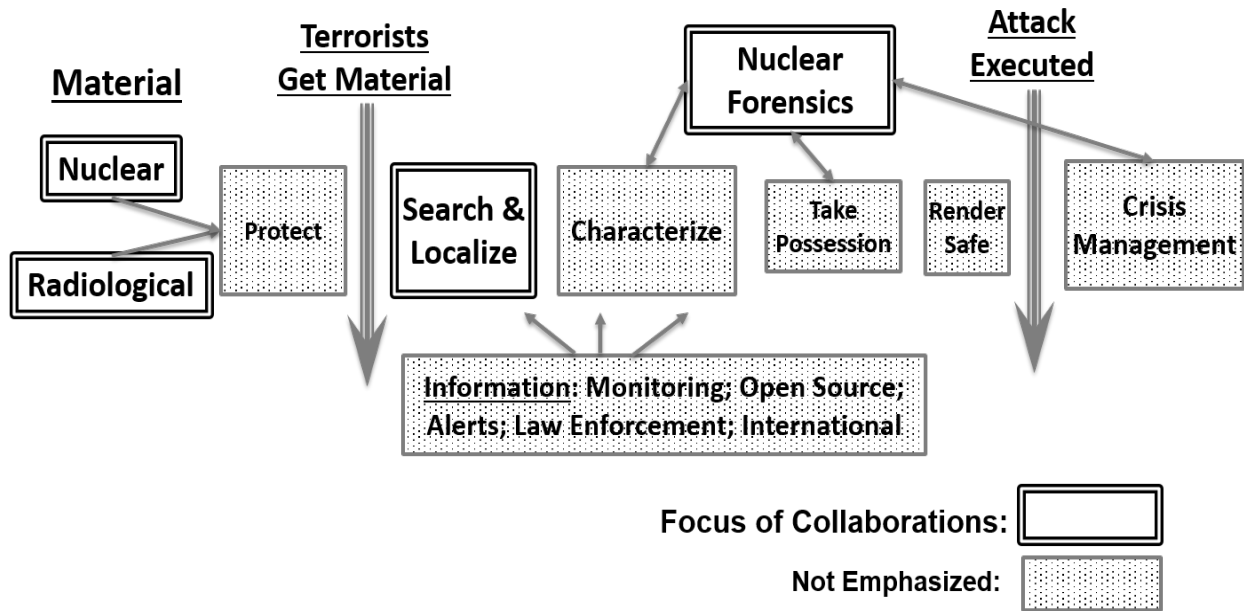 Material
Terrorists
Get Material
Nuclear
Forensics
Attack
Executed
Nuclear
Radiological
Protect
Search &
Localize
Characterize
Take
Possession
Render
Safe
Crisis
Management
Information: Monitoring; Open Source;
Alerts; Law Enforcement; International
Focus of Collaborations:
Not Emphasized: